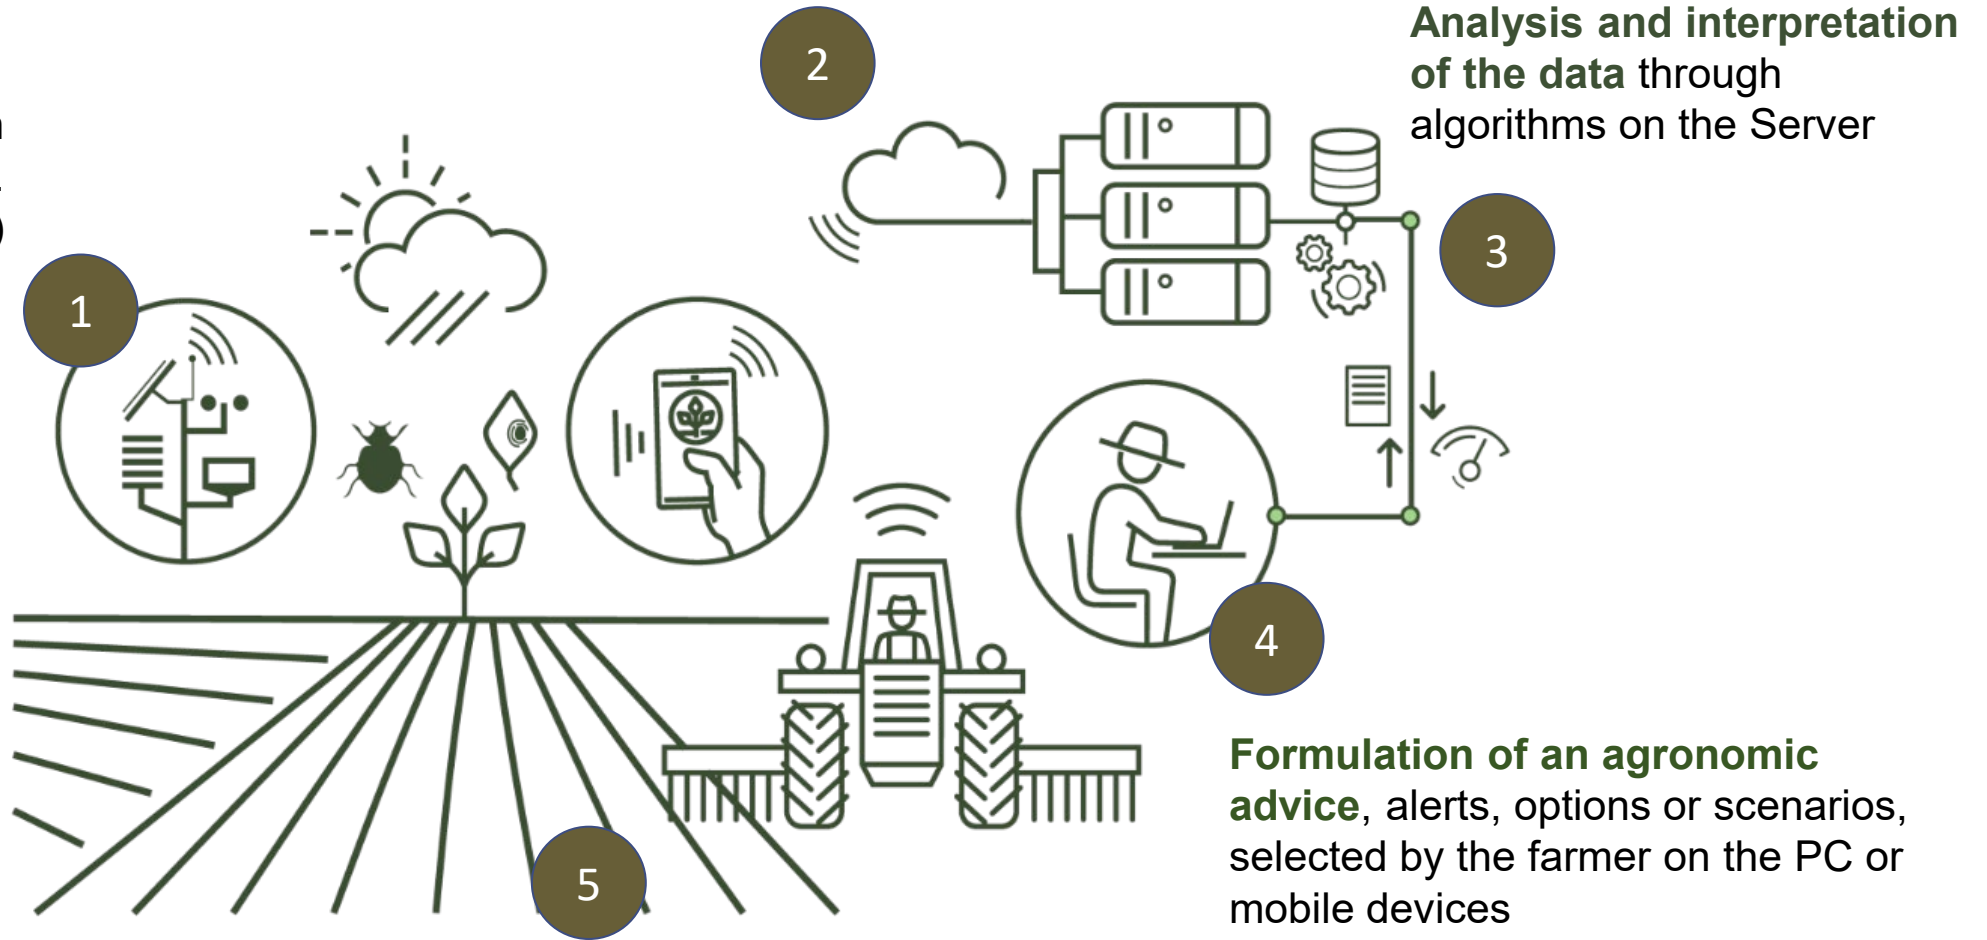 2
Analysis and interpretation
of the data through
algorithms on the Server
1
3
4
Formulation of an agronomic
advice, alerts, options or scenarios,
selected by the farmer on the PC or
mobile devices
5